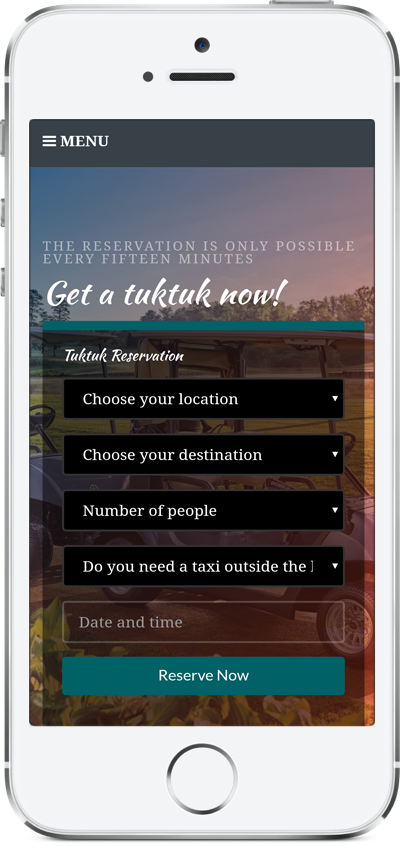 MENU
THE RESERVATION IS ONLY POSSIBLE
EVERY FIFTEEN MINUTES
Get a tuktuk now!
Tuktuk Reservation
Choose your location
Choose your destination
Number of people
Do you need a taxi outside the
Date and time
Reserve Now